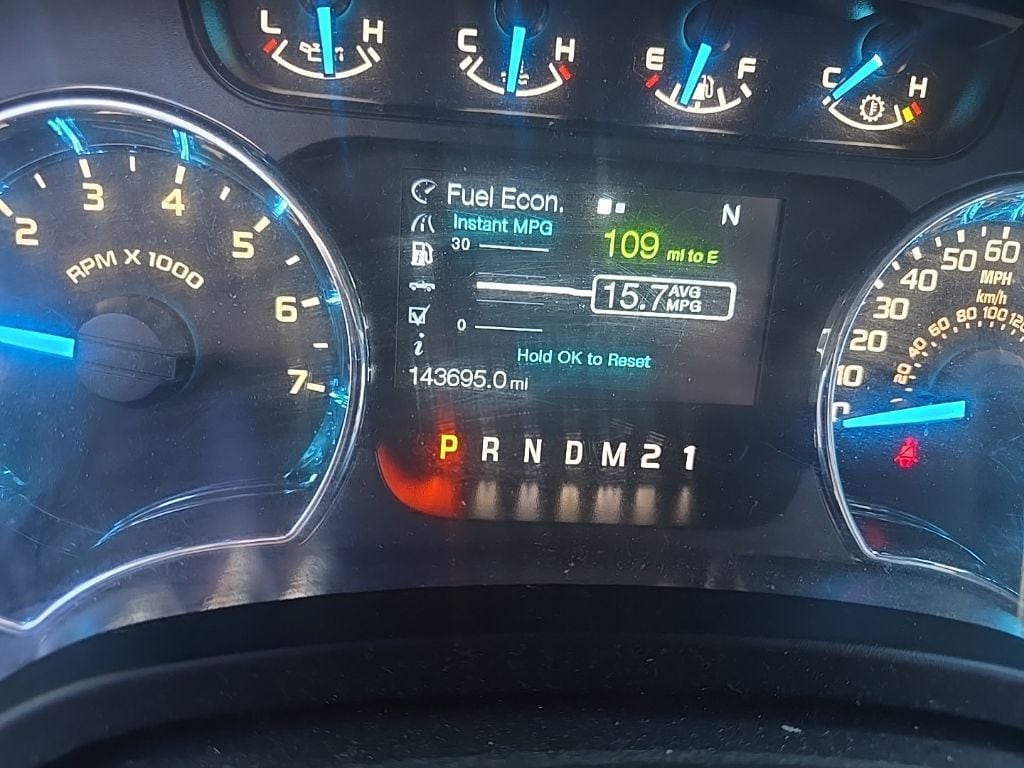 L H
C H
E F
C H
2 3 4 5 6 7
RPM X 1000
Fuel Econ.
N
Instant MPG
30
109 mi to E
15.7 AVG MPG
0
Hold OK to Reset
143695.0 mi
P R N D M 2 1
0 10 20 30 40 50 60
MPH
km/h
20 40 60 80 100